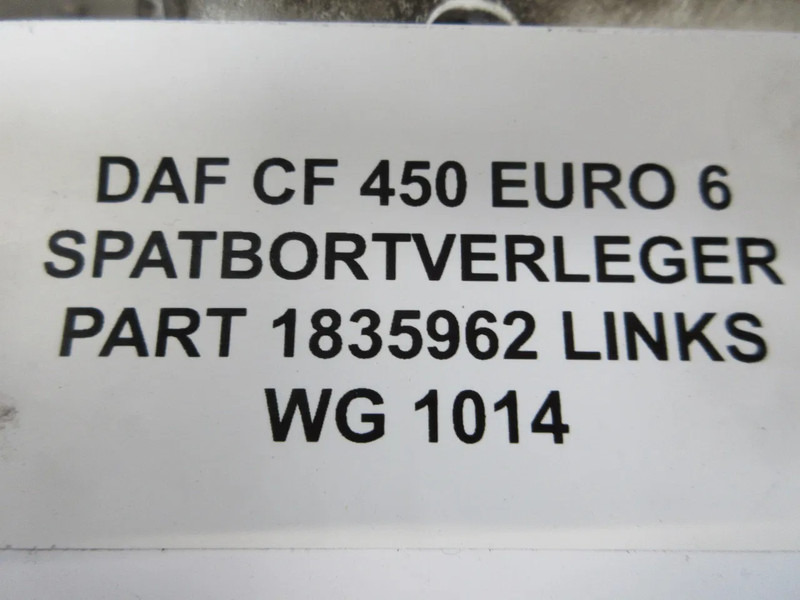 DAF CF 450 EURO 6
SPATBORTVERLEGER
PART 1835962 LINKS
WG 1014